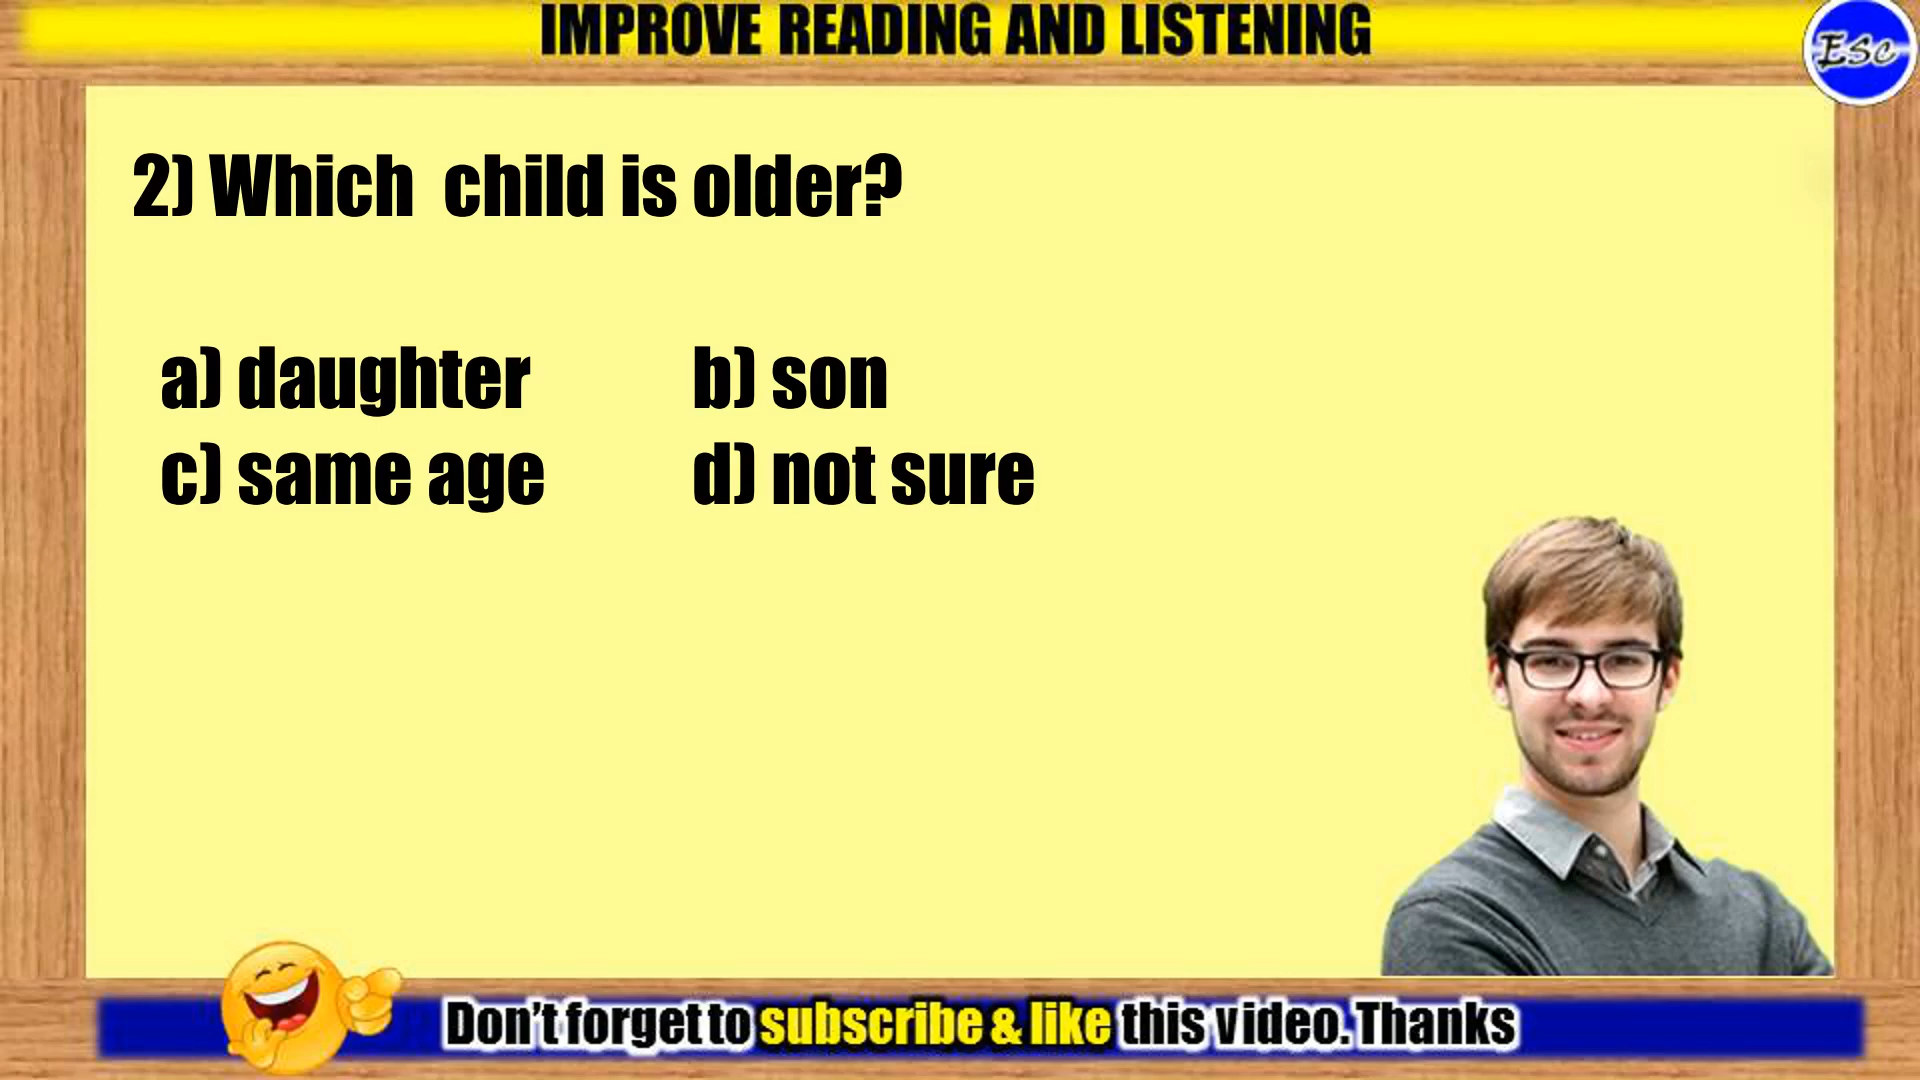 IMPROVE READING AND LISTENING
ESC
2) Which child is older?
a) daughter b) son
c) same age d) not sure
Don't forget to subscribe & like this video. Thanks